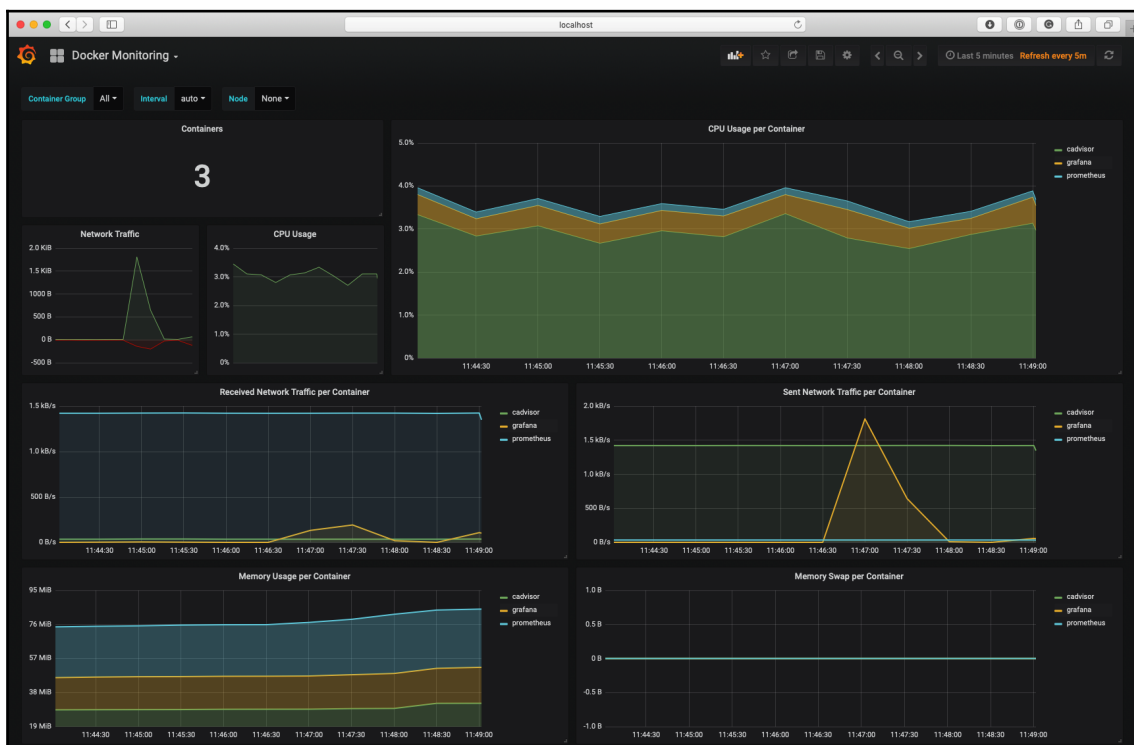 localhost
Docker Monitoring
Last 5 minutes Refresh every 5m
Container Group All Interval auto Node None
Containers
3
CPU Usage per Container
5.0%
4.0%
3.0%
2.0%
1.0%
0%
11:44:30 11:45:00 11:45:30 11:46:00 11:46:30 11:47:00 11:47:30 11:48:00 11:48:30 11:49:00
cadvisor
grafana
prometheus
Network Traffic
2.0 KiB
1.5 KiB
1000 B
500 B
0 B
-500 B
CPU Usage
4.0%
3.0%
2.0%
1.0%
0%
Received Network Traffic per Container
1.5 kB/s
1.0 kB/s
500 B/s
0 B/s
11:44:30 11:45:00 11:45:30 11:46:00 11:46:30 11:47:00 11:47:30 11:48:00 11:48:30 11:49:00
cadvisor
grafana
prometheus
Sent Network Traffic per Container
2.0 kB/s
1.5 kB/s
1.0 kB/s
500 B/s
0 B/s
11:44:30 11:45:00 11:45:30 11:46:00 11:46:30 11:47:00 11:47:30 11:48:00 11:48:30 11:49:00
cadvisor
grafana
prometheus
Memory Usage per Container
95 MiB
76 MiB
57 MiB
38 MiB
19 MiB
11:44:30 11:45:00 11:45:30 11:46:00 11:46:30 11:47:00 11:47:30 11:48:00 11:48:30 11:49:00
cadvisor
grafana
prometheus
Memory Swap per Container
1.0 B
0.5 B
0 B
-0.5 B
-1.0 B
11:44:30 11:45:00 11:45:30 11:46:00 11:46:30 11:47:00 11:47:30 11:48:00 11:48:30 11:49:00
cadvisor
grafana
prometheus